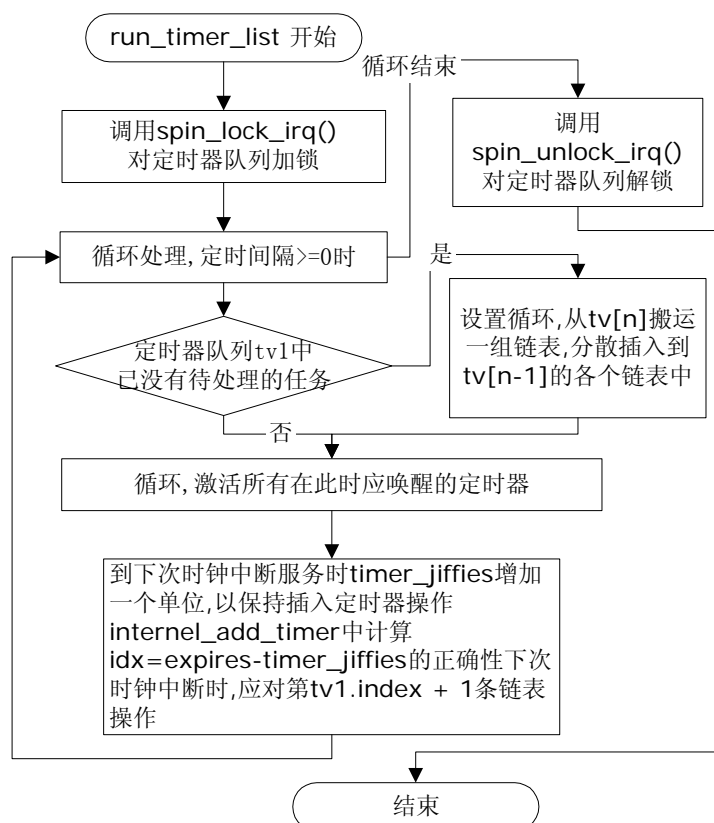 run_timer_list 开始
循环结束
调用spin_lock_irq()
对定时器队列加锁
调用
spin_unlock_irq()
对定时器队列解锁
循环处理,定时间隔>=0时
是
定时器队列tv1中
已没有待处理的任务
设置循环,从tv[n]搬运
一组链表,分散插入到
tv[n-1]的各个链表中
否
循环,激活所有在此时应唤醒的定时器
到下次时钟中断服务时timer_jiffies增加
一个单位,以保持插入定时器操作
internel_add_timer中计算
idx=expires-timer_jiffies的正确性下次
时钟中断时,应对第tv1.index + 1条链表
操作
结束